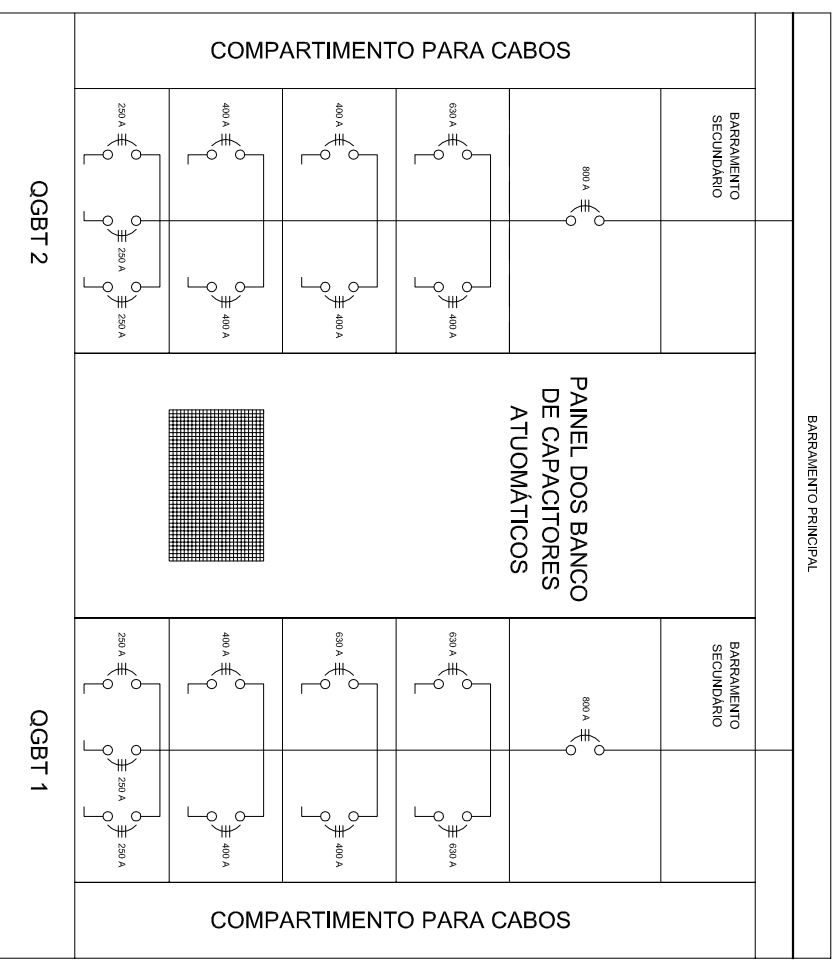 BARRAMENTO PRINCIPAL
COMPARTIMENTO PARA CABOS
BARRAMENTO
SECUNDÁRIO
800 A
630 A
400 A
400 A
400 A
400 A
400 A
250 A
250 A
250 A
QGBT 2
PAINEL DOS BANCO
DE CAPACITORES
ATUOMÁTICOS
BARRAMENTO
SECUNDÁRIO
800 A
630 A
630 A
630 A
400 A
400 A
400 A
250 A
250 A
250 A
QGBT 1
COMPARTIMENTO PARA CABOS